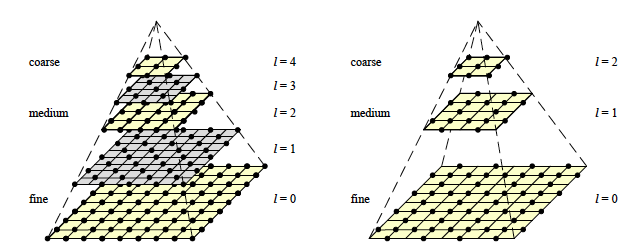 coarse l = 4 coarse l = 2
l = 3
medium l = 2 medium l = 1
l = 1
fine l = 0 fine l = 0